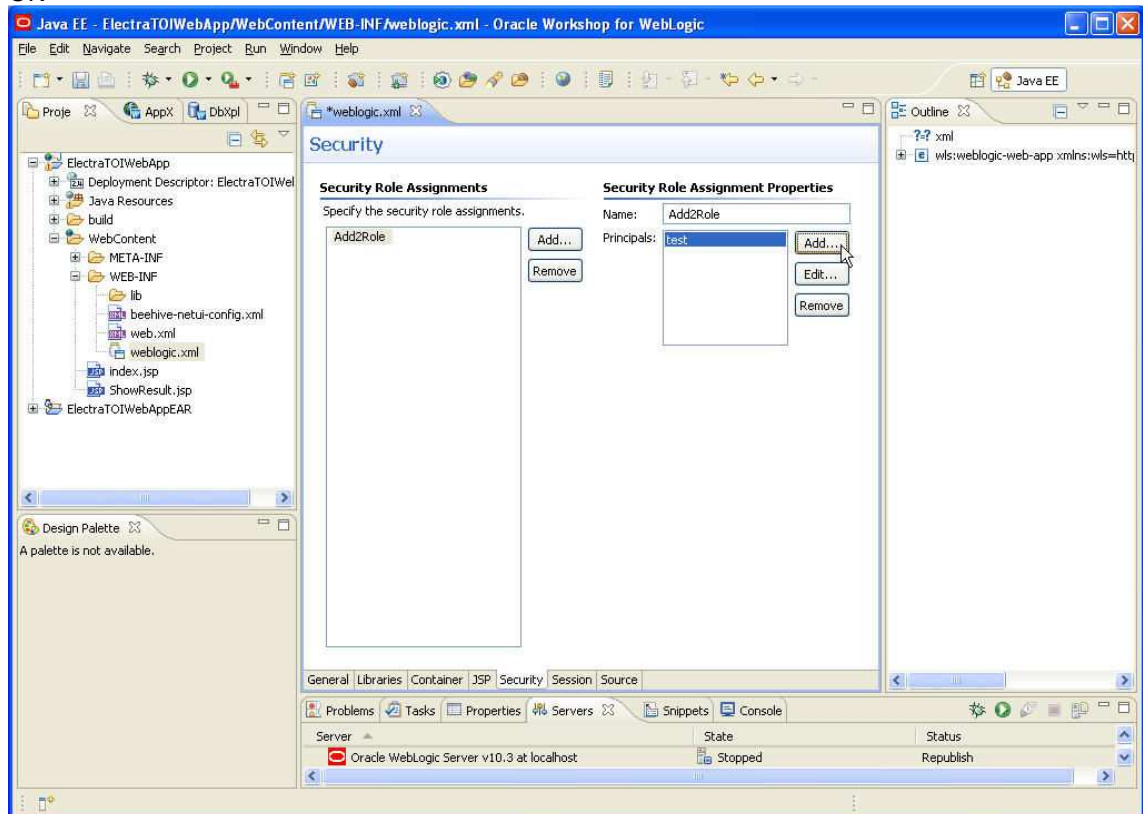 Java EE - ElectraTOIWebApp/WebContent/WEB-INF/weblogic.xml - Oracle Workshop for WebLogic
File Edit Navigate Search Project Run Window Help
Java EE
Proje AppX DbXpl
*weblogic.xml
Outline
ElectraTOIWebApp
Deployment Descriptor: ElectraTOIWel
Java Resources
build
WebContent
META-INF
WEB-INF
lib
beehive-netui-config.xml
web.xml
weblogic.xml
index.jsp
ShowResult.jsp
ElectraTOIWebAppEAR
Design Palette
A palette is not available.
Security
Security Role Assignments
Specify the security role assignments.
Add2Role
Add...
Remove
Security Role Assignment Properties
Name: Add2Role
Principals: test
Add...
Edit...
Remove
General Libraries Container JSP Security Session Source
?=? xml
wls:weblogic-web-app xmlns:wls=http
Problems Tasks Properties Servers Snippets Console
Server State Status
Oracle WebLogic Server v10.3 at localhost Stopped Republish